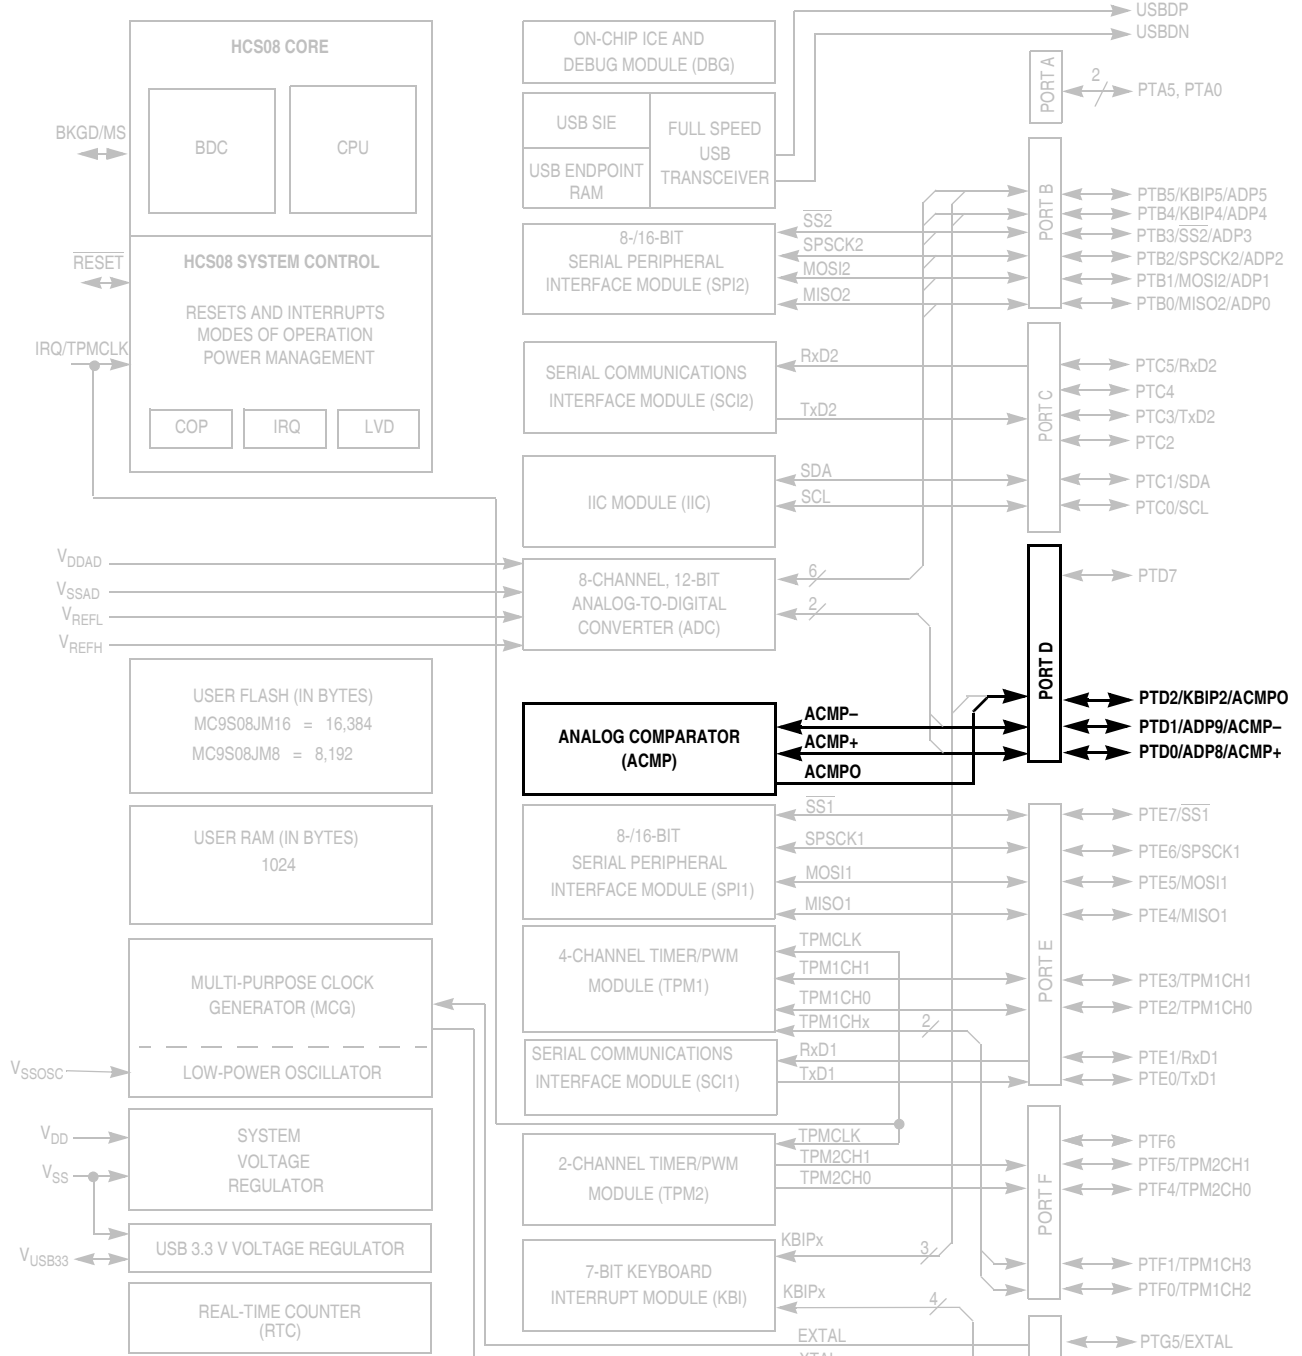 HCS08 CORE
BDC
CPU
BKGD/MS
RESET
HCS08 SYSTEM CONTROL
RESETS AND INTERRUPTS
MODES OF OPERATION
POWER MANAGEMENT
IRQ/TPMCLK
COP
IRQ
LVD
VDDAD
VSSAD
VREFL
VREFH
USER FLASH (IN BYTES)
MC9S08JM16 = 16,384
MC9S08JM8 = 8,192
USER RAM (IN BYTES)
1024
MULTI-PURPOSE CLOCK
GENERATOR (MCG)
LOW-POWER OSCILLATOR
VSSOSC
VDD
VSS
SYSTEM
VOLTAGE
REGULATOR
VUSB33
USB 3.3 V VOLTAGE REGULATOR
REAL-TIME COUNTER
(RTC)
ON-CHIP ICE AND
DEBUG MODULE (DBG)
USB SIE
USB ENDPOINT
RAM
FULL SPEED
USB
TRANSCEIVER
8-/16-BIT
SERIAL PERIPHERAL
INTERFACE MODULE (SPI2)
SS2
SPSCK2
MOSI2
MISO2
SERIAL COMMUNICATIONS
INTERFACE MODULE (SCI2)
RxD2
TxD2
IIC MODULE (IIC)
SDA
SCL
8-CHANNEL, 12-BIT
ANALOG-TO-DIGITAL
CONVERTER (ADC)
6
2
ANALOG COMPARATOR
(ACMP)
ACMP–
ACMP+
ACMPO
8-/16-BIT
SERIAL PERIPHERAL
INTERFACE MODULE (SPI1)
SS1
SPSCK1
MOSI1
MISO1
4-CHANNEL TIMER/PWM
MODULE (TPM1)
TPMCLK
TPM1CH1
TPM1CH0
TPM1CHx
2
SERIAL COMMUNICATIONS
INTERFACE MODULE (SCI1)
RxD1
TxD1
2-CHANNEL TIMER/PWM
MODULE (TPM2)
TPMCLK
TPM2CH1
TPM2CH0
7-BIT KEYBOARD
INTERRUPT MODULE (KBI)
KBIPx
3
KBIPx
4
EXTAL
XTAL
USBDP
USBDN
PORT A
2
PTA5, PTA0
PORT B
PTB5/KBIP5/ADP5
PTB4/KBIP4/ADP4
PTB3/SS2/ADP3
PTB2/SPSCK2/ADP2
PTB1/MOSI2/ADP1
PTB0/MISO2/ADP0
PORT C
PTC5/RxD2
PTC4
PTC3/TxD2
PTC2
PTC1/SDA
PTC0/SCL
PORT D
PTD7
PTD2/KBIP2/ACMPO
PTD1/ADP9/ACMP–
PTD0/ADP8/ACMP+
PORT E
PTE7/SS1
PTE6/SPSCK1
PTE5/MOSI1
PTE4/MISO1
PTE3/TPM1CH1
PTE2/TPM1CH0
PTE1/RxD1
PTE0/TxD1
PORT F
PTF6
PTF5/TPM2CH1
PTF4/TPM2CH0
PTF1/TPM1CH3
PTF0/TPM1CH2
PTG5/EXTAL